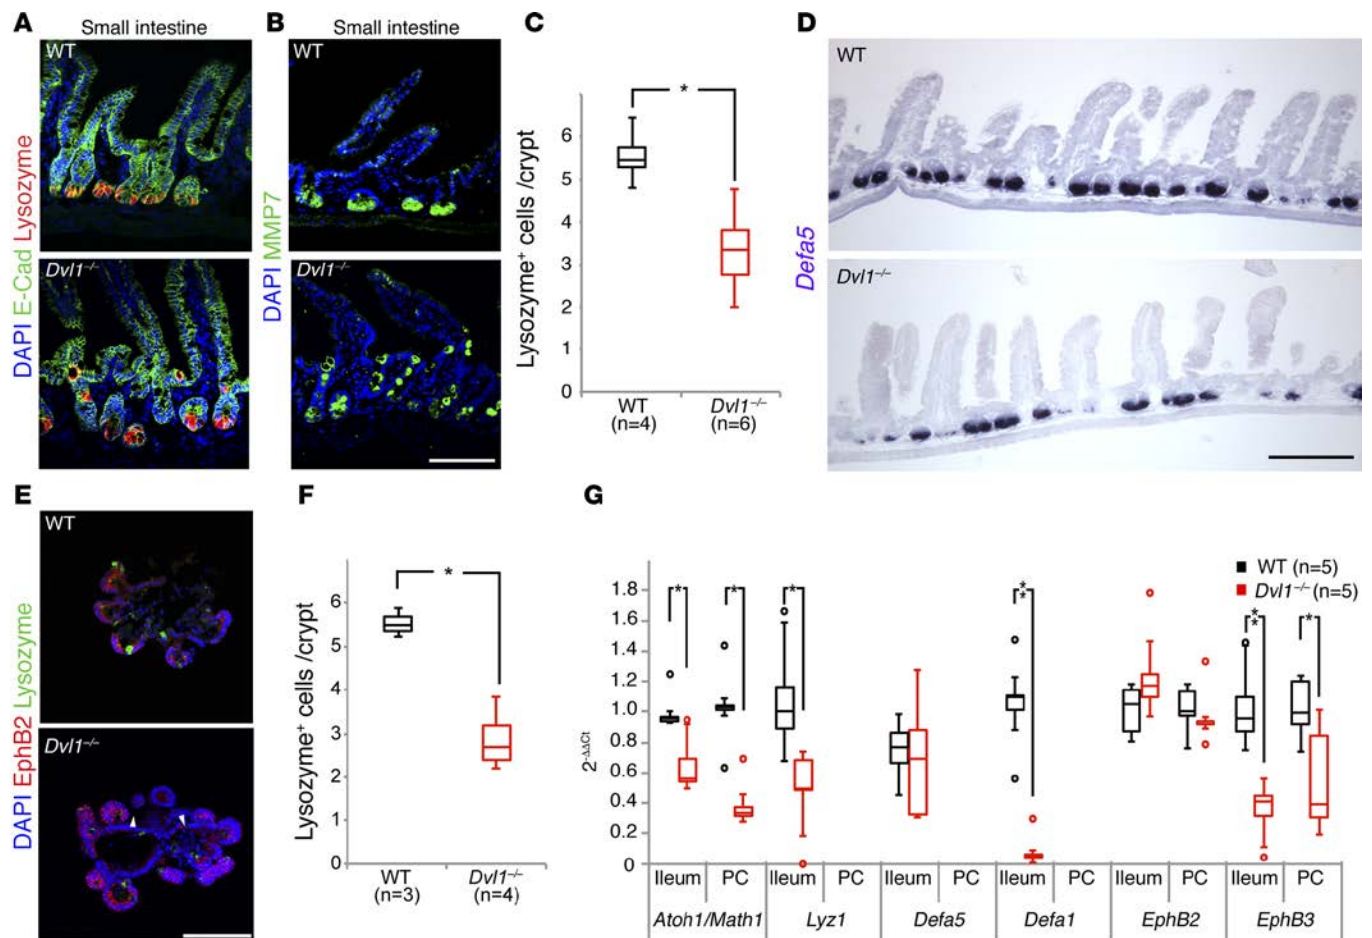 A
Small intestine
WT
Dvl1–/–
DAPI E-Cad Lysozyme
B
Small intestine
WT
Dvl1–/–
DAPI MMP7
C
Lysozyme+ cells /crypt
6
5
4
3
2
1
0
*
WT
(n=4)
Dvl1–/–
(n=6)
D
WT
Dvl1–/–
Defa5
E
WT
Dvl1–/–
DAPI EphB2 Lysozyme
F
Lysozyme+ cells /crypt
6
5
4
3
2
1
0
*
WT
(n=3)
Dvl1–/–
(n=4)
G
WT (n=5)
Dvl1–/– (n=5)
2-ΔΔCt
1.8
1.6
1.4
1.2
1.0
0.8
0.6
0.4
0.2
0
* * * ** ** *
Ileum PC Ileum PC Ileum PC Ileum PC Ileum PC Ileum PC
Atoh1/Math1 Lyz1 Defa5 Defa1 EphB2 EphB3